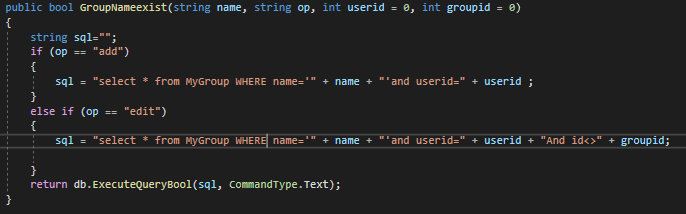 public bool GroupNameexist(string name, string op, int userid = 0, int groupid = 0)
{
string sql="";
if (op == "add")
{
sql = "select * from MyGroup WHERE name='" + name + "'and userid=" + userid ;
}
else if (op == "edit")
{
sql = "select * from MyGroup WHERE name='" + name + "'and userid=" + userid + "And id<>" + groupid;
}
return db.ExecuteQueryBool(sql, CommandType.Text);
}